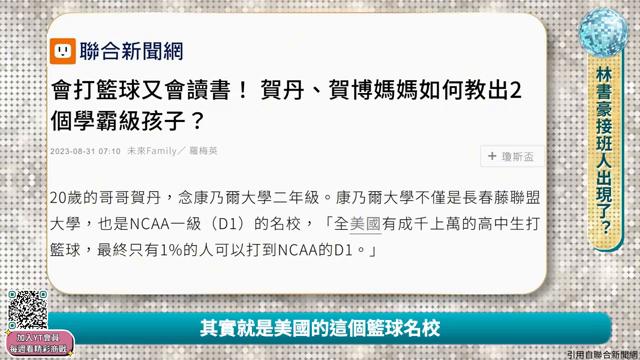 聯合新聞網
會打籃球又會讀書！ 賀丹、賀博媽媽如何教出2
個學霸級孩子？
2023-08-31 07:10 未來Family／ 羅梅英
+ 瓊斯盃
20歲的哥哥賀丹，念康乃爾大學二年級。康乃爾大學不僅是長春藤聯盟
大學，也是NCAA一級（D1）的名校，「全美國有成千上萬的高中生打
籃球，最終只有1%的人可以打到NCAA的D1。」
林書豪接班人出現了？
加入YT會員
每週看精彩商戰
其實就是美國的這個籃球名校
引用自聯合新聞網